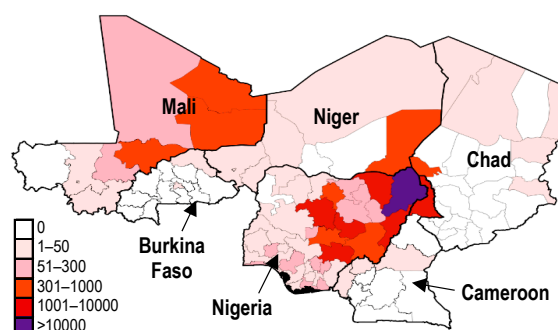 Mali
Niger
Chad
Burkina
Faso
Nigeria
Cameroon
0
1–50
51–300
301–1000
1001–10000
>10000